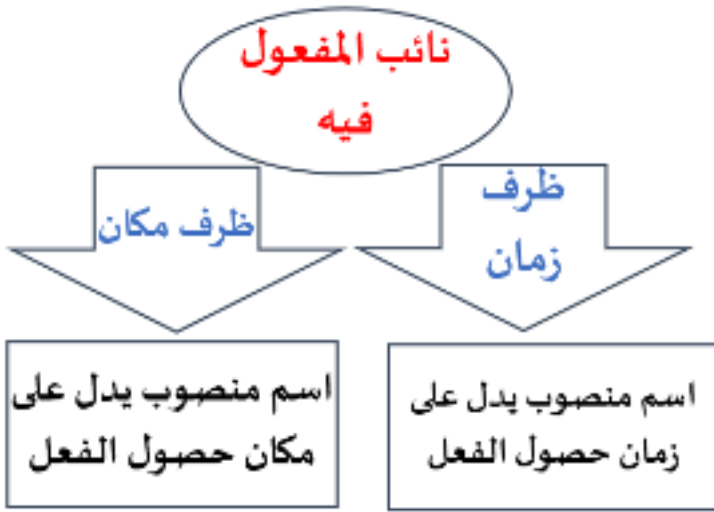 نائب المفعول
فيه
ظرف
زمان
ظرف مكان
اسم منصوب يدل على
زمان حصول الفعل
اسم منصوب يدل على
مكان حصول الفعل